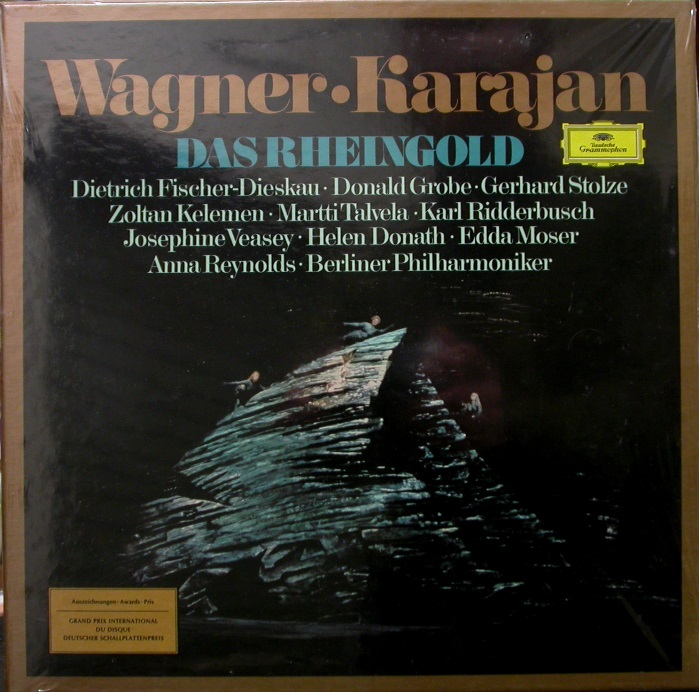 Wagner·Karajan
DAS RHEINGOLD
Deutsche
Grammophon
Dietrich Fischer-Dieskau · Donald Grobe · Gerhard Stolze
Zoltan Kelemen · Martti Talvela · Karl Ridderbusch
Josephine Veasey · Helen Donath · Edda Moser
Anna Reynolds · Berliner Philharmoniker
Auszeichnungen · Awards · Prix
GRAND PRIX INTERNATIONAL
DU DISQUE
DEUTSCHER SCHALLPLATTENPREIS